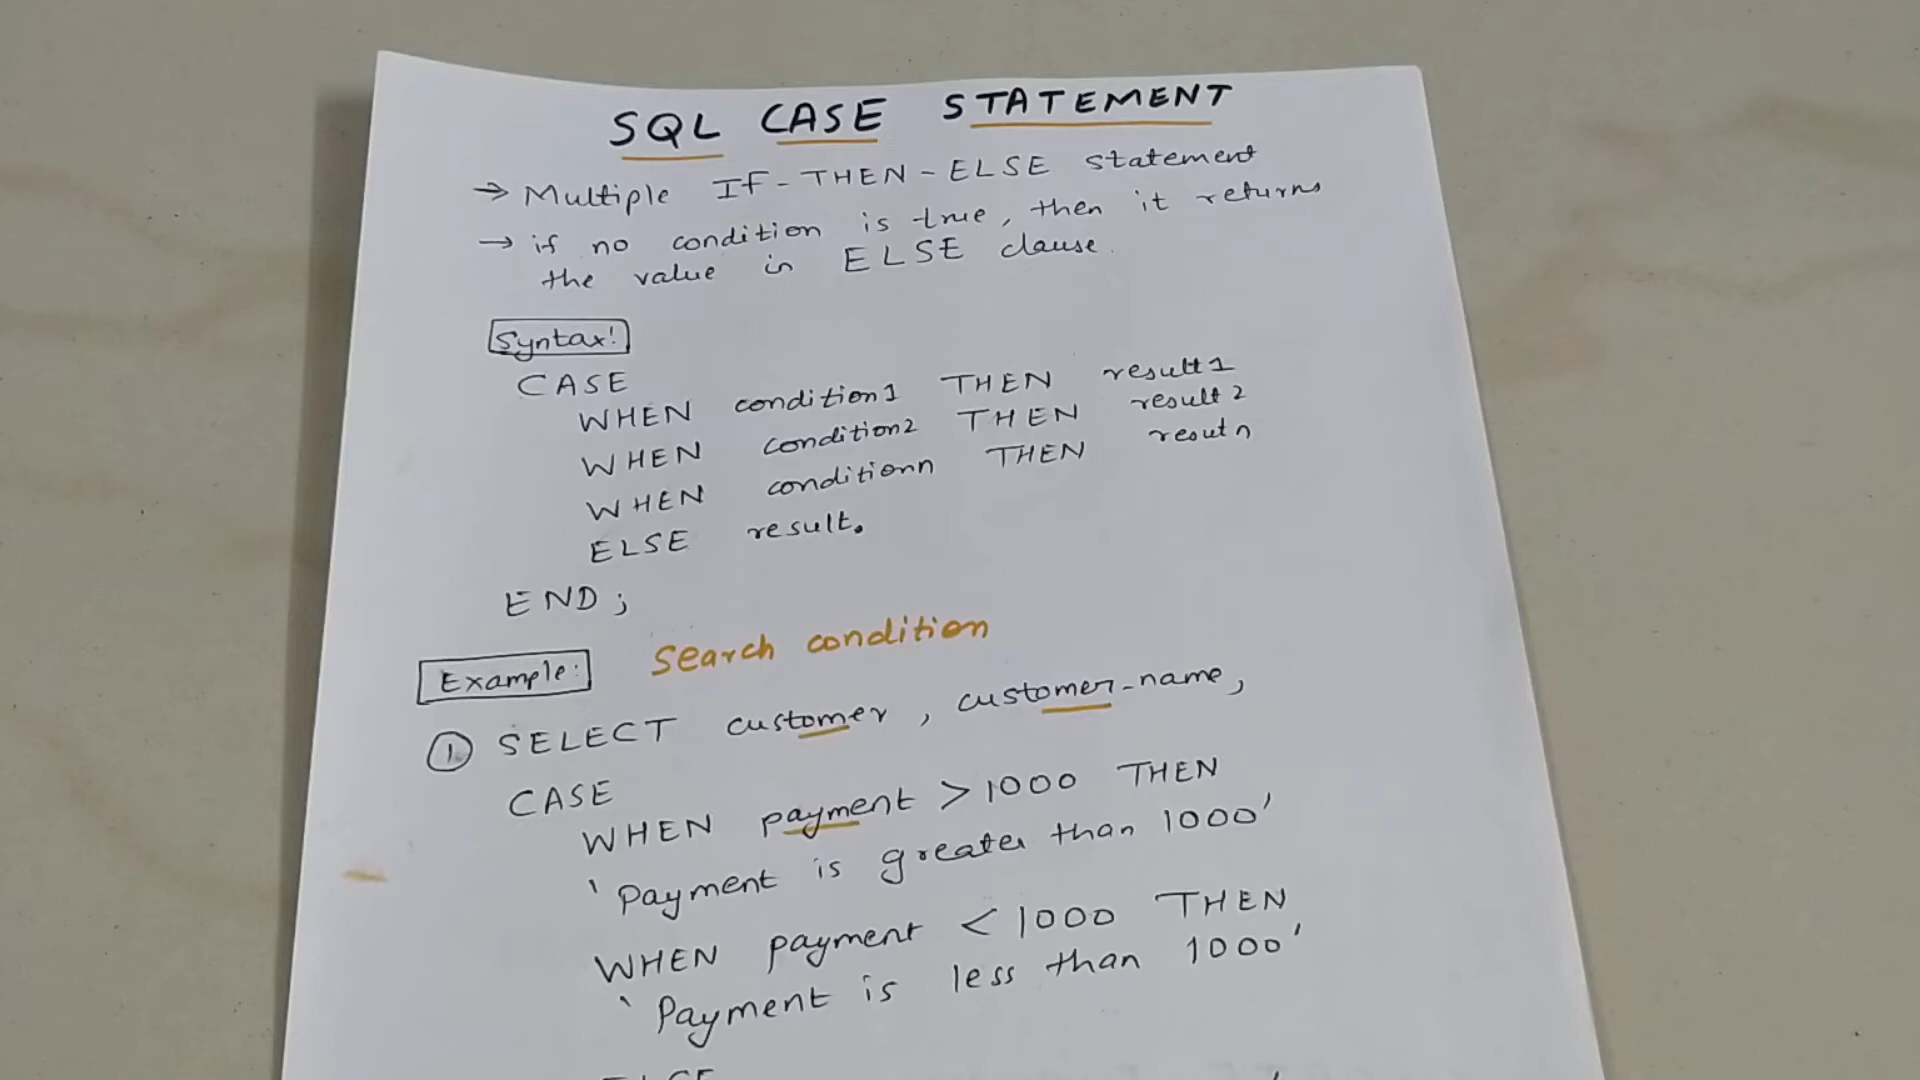 SQL CASE STATEMENT
→ Multiple IF-THEN-ELSE statement
→ if no condition is true, then it returns
the value in ELSE clause.
Syntax:
CASE
WHEN condition1 THEN result1
WHEN condition2 THEN result2
WHEN conditionn THEN resutn
ELSE result.
END;
Example: Search condition
① SELECT customer, customer_name,
CASE
WHEN payment > 1000 THEN
'Payment is greater than 1000'
WHEN payment < 1000 THEN
'Payment is less than 1000'
ELSE